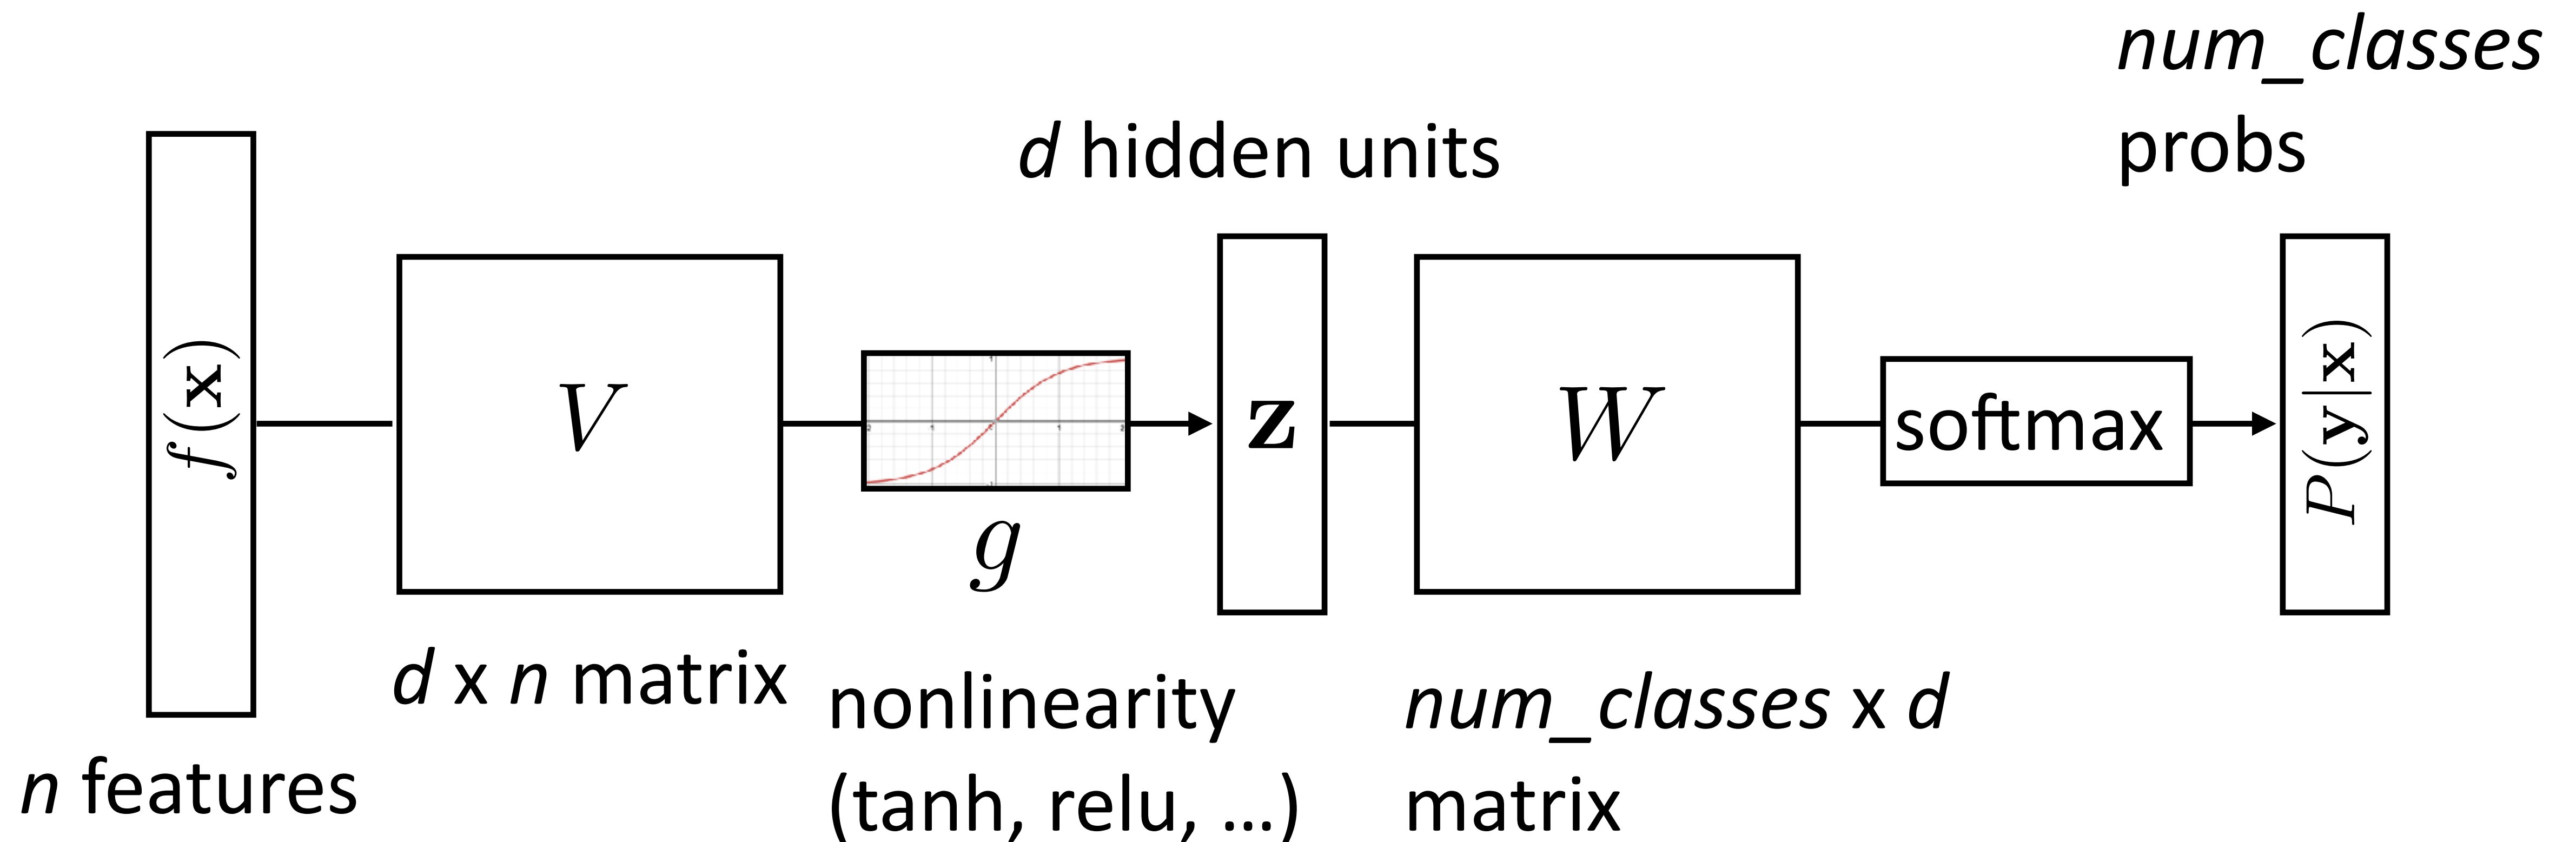 num_classes
probs
d hidden units
f(x)
V
g
z
W
softmax
P(y|x)
n features
d x n matrix
nonlinearity
(tanh, relu, ...)
num_classes x d
matrix